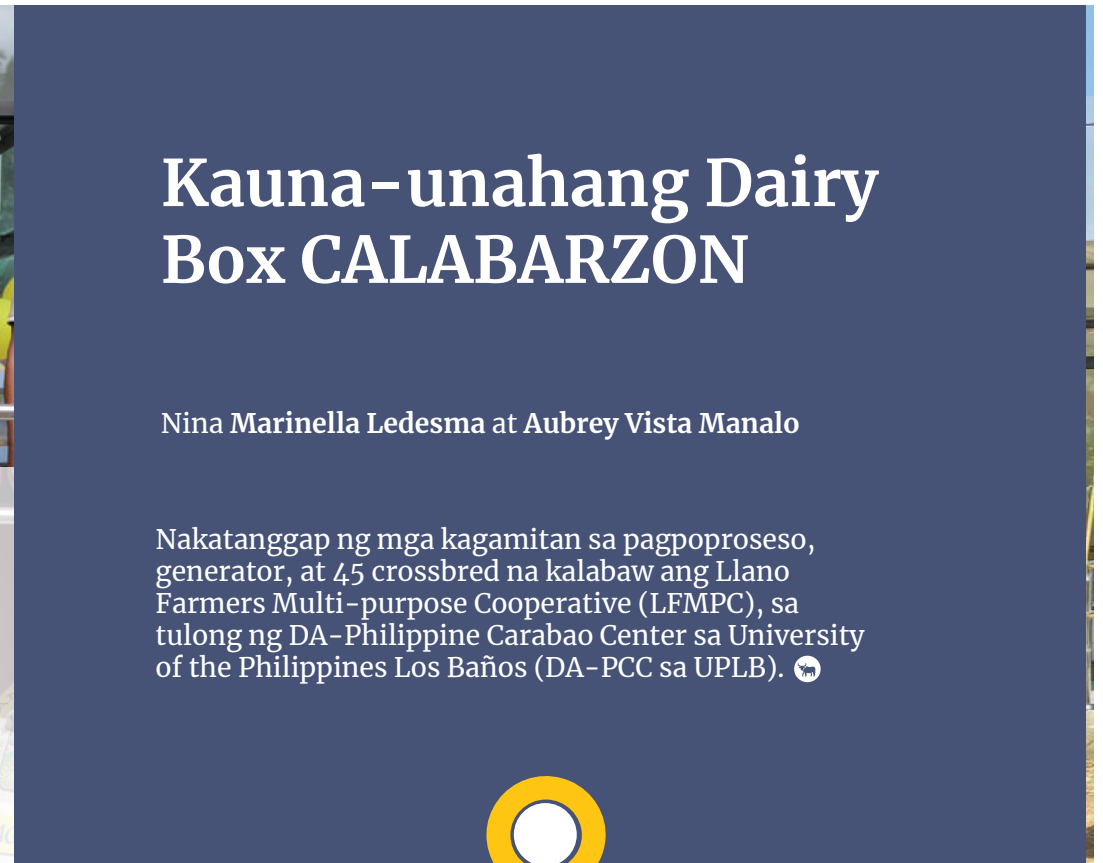 Kauna-unahang Dairy
Box CALABARZON
Nina Marinella Ledesma at Aubrey Vista Manalo
Nakatanggap ng mga kagamitan sa pagpoproseso,
generator, at 45 crossbred na kalabaw ang Llano
Farmers Multi-purpose Cooperative (LFMPC), sa
tulong ng DA-Philippine Carabao Center sa University
of the Philippines Los Baños (DA-PCC sa UPLB).